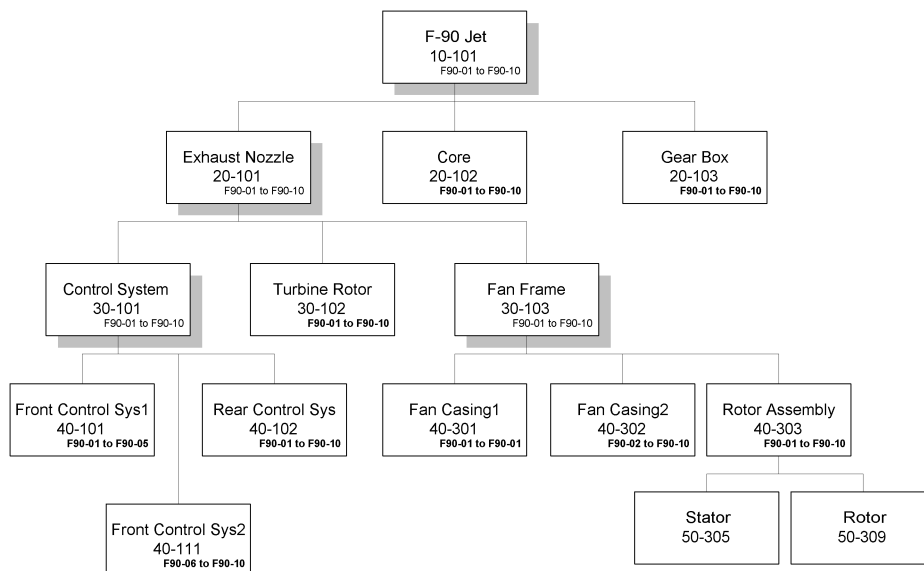 F-90 Jet
10-101
F90-01 to F90-10
Exhaust Nozzle
20-101
F90-01 to F90-10
Core
20-102
F90-01 to F90-10
Gear Box
20-103
F90-01 to F90-10
Control System
30-101
F90-01 to F90-10
Turbine Rotor
30-102
F90-01 to F90-10
Fan Frame
30-103
F90-01 to F90-10
Front Control Sys1
40-101
F90-01 to F90-05
Rear Control Sys
40-102
F90-01 to F90-10
Fan Casing1
40-301
F90-01 to F90-01
Fan Casing2
40-302
F90-02 to F90-10
Rotor Assembly
40-303
F90-01 to F90-10
Front Control Sys2
40-111
F90-06 to F90-10
Stator
50-305
Rotor
50-309